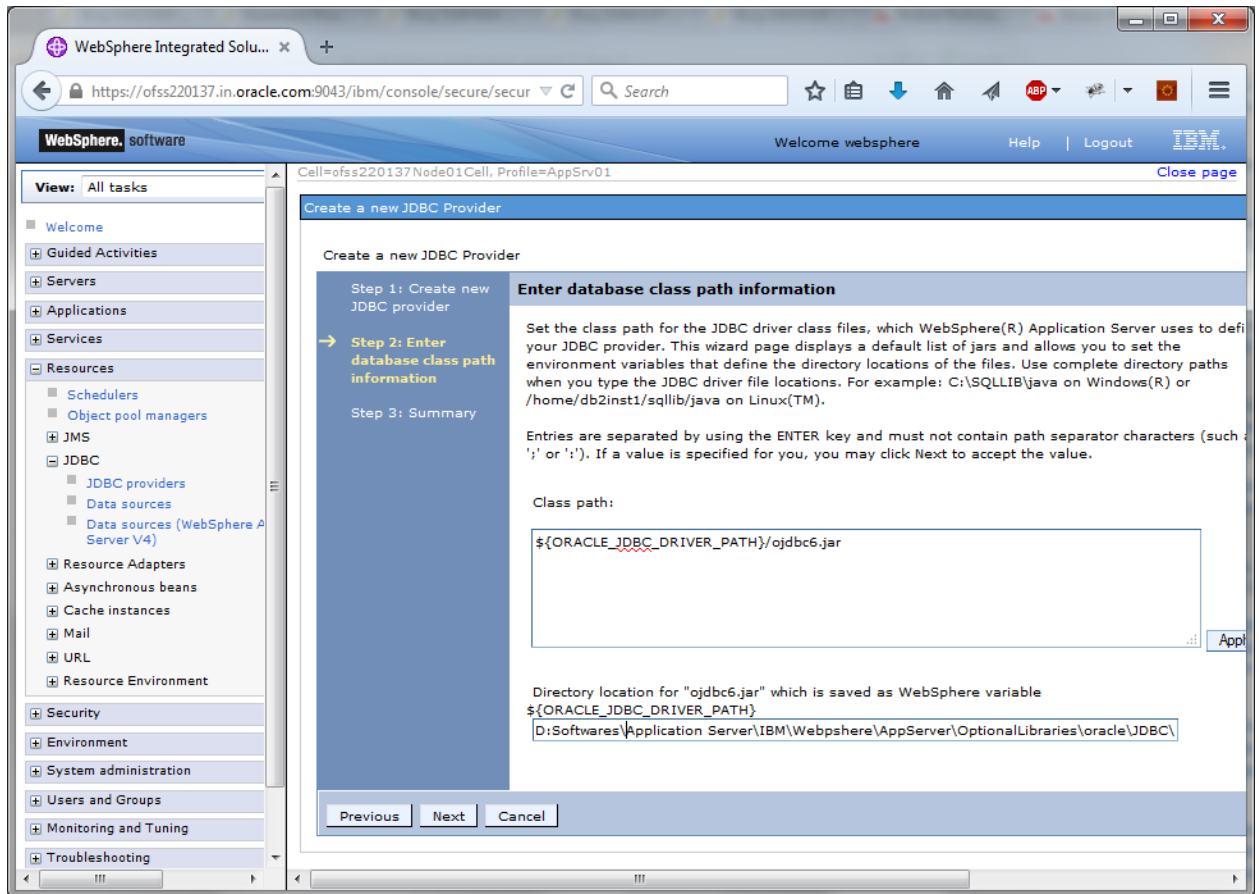 WebSphere Integrated Solu...
https://ofss220137.in.oracle.com:9043/ibm/console/secure/secur
Search
ABP
WebSphere. software
Welcome websphere
Help | Logout
IBM.
View: All tasks
Welcome
Guided Activities
Servers
Applications
Services
Resources
Schedulers
Object pool managers
JMS
JDBC
JDBC providers
Data sources
Data sources (WebSphere A
Server V4)
Resource Adapters
Asynchronous beans
Cache instances
Mail
URL
Resource Environment
Security
Environment
System administration
Users and Groups
Monitoring and Tuning
Troubleshooting
Cell=ofss220137Node01Cell, Profile=AppSrv01
Close page
Create a new JDBC Provider
Create a new JDBC Provider
Step 1: Create new
JDBC provider
Step 2: Enter
database class path
information
Step 3: Summary
Enter database class path information
Set the class path for the JDBC driver class files, which WebSphere(R) Application Server uses to defi
your JDBC provider. This wizard page displays a default list of jars and allows you to set the
environment variables that define the directory locations of the files. Use complete directory paths
when you type the JDBC driver file locations. For example: C:\SQLLIB\java on Windows(R) or
/home/db2inst1/sqllib/java on Linux(TM).
Entries are separated by using the ENTER key and must not contain path separator characters (such a
';' or ':'). If a value is specified for you, you may click Next to accept the value.
Class path:
${ORACLE_JDBC_DRIVER_PATH}/ojdbc6.jar
Appl
Directory location for "ojdbc6.jar" which is saved as WebSphere variable
${ORACLE_JDBC_DRIVER_PATH}
D:Softwares\Application Server\IBM\Webpshere\AppServer\OptionalLibraries\oracle\JDBC\
Previous
Next
Cancel